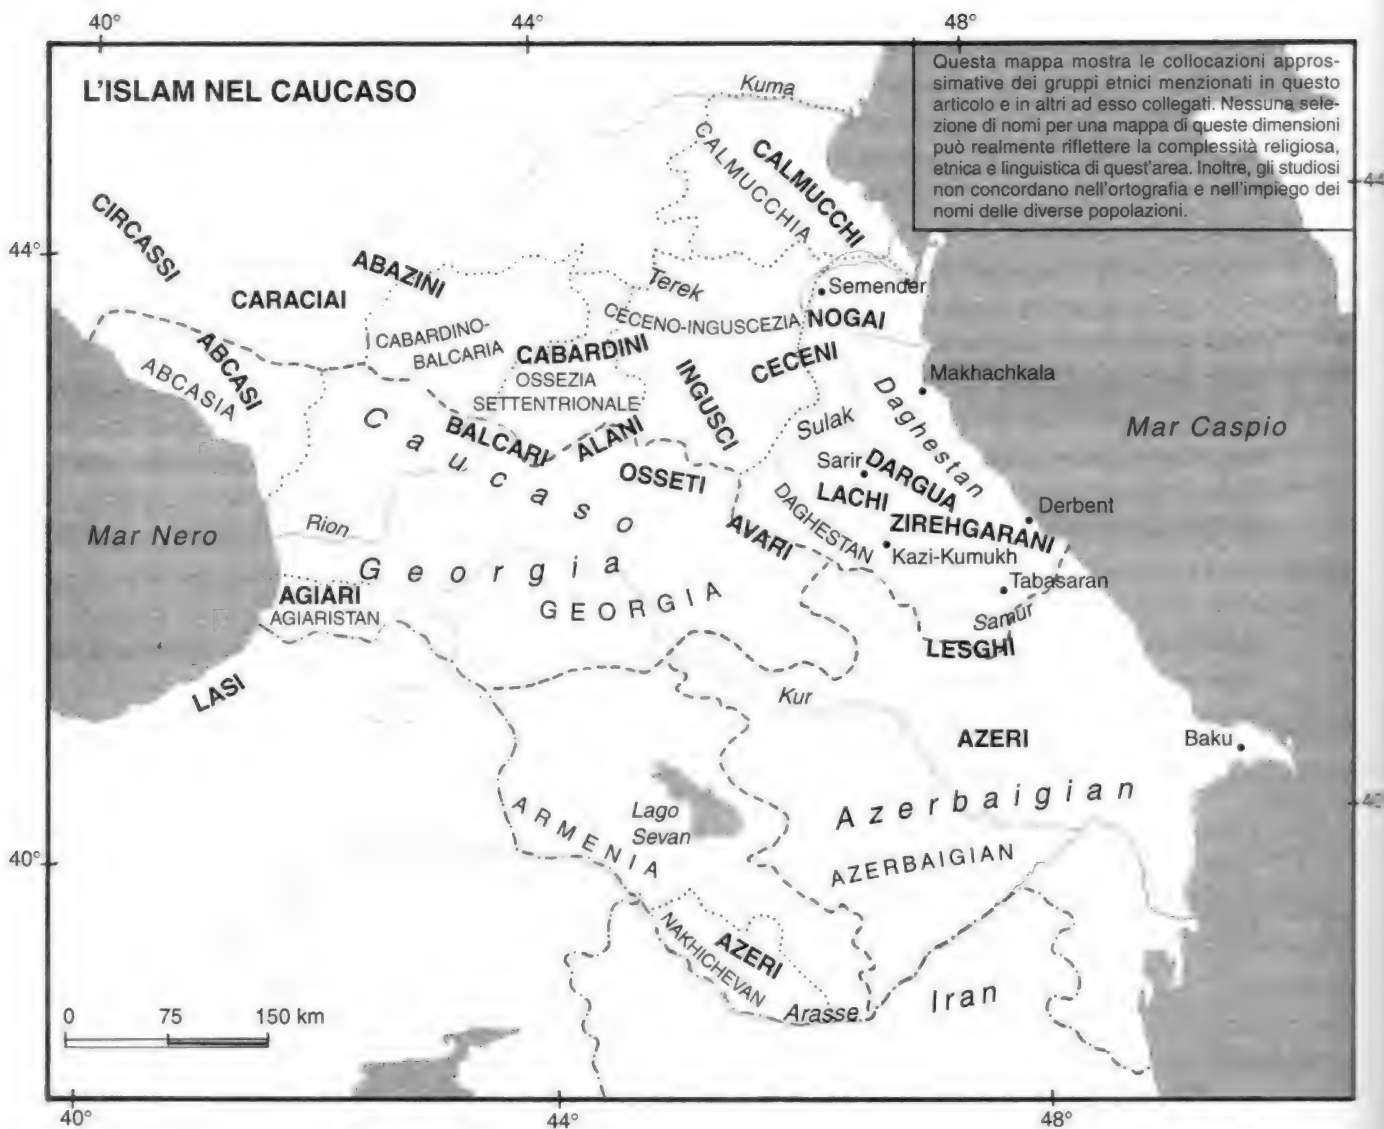 40°
44°
48°
L'ISLAM NEL CAUCASO
Questa mappa mostra le collocazioni appros-
simative dei gruppi etnici menzionati in questo
articolo e in altri ad esso collegati. Nessuna sele-
zione di nomi per una mappa di queste dimensioni
può realmente riflettere la complessità religiosa,
etnica e linguistica di quest'area. Inoltre, gli studiosi
non concordano nell'ortografia e nell'impiego dei
nomi delle diverse popolazioni.
Kuma
CALMUCCHI
CALMUCCHIA
CIRCASSI
44°
44
ABAZINI
CARACIAI
Terek
Semender
CECENO-INGUSCEZIA
NOGAI
CABARDINO-
BALCARIA
CABARDINI
OSSEZIA
SETTENTRIONALE
ABCASI
ABCASIA
INGUSCI
CECENI
Makhachkala
Daghestan
Mar Caspio
Caucaso
BALCARI
ALANI
OSSETI
Sulak
Sarir
DARGUA
LACHI
ZIREHGARANI
Derbent
DAGHESTAN
AVARI
Kazi-Kumukh
Tabasaran
Samur
LESGHI
Mar Nero
Rion
Georgia
GEORGIA
AGIARI
AGIARISTAN
LASI
Kur
AZERI
Baku
Azerbaigian
AZERBAIGIAN
40°
Lago
Sevan
ARMENIA
40°
NAKHICHEVAN
AZERI
Arasse
Iran
0 75 150 km
40°
44°
48°